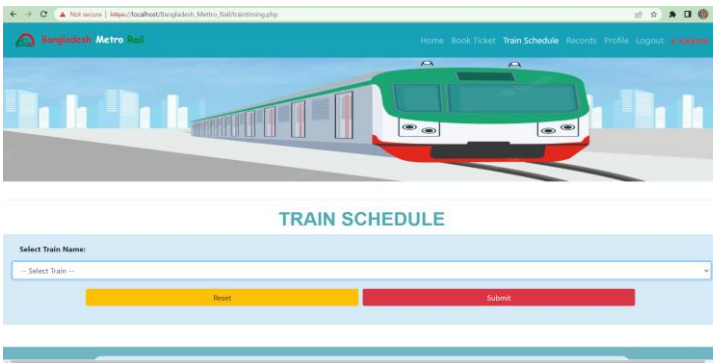 Not secure | https://localhost/Bangladesh_Metro_Rail/traintiming.php
Bangladesh Metro Rail
Home Book Ticket Train Schedule Records Profile Logout
TRAIN SCHEDULE
Select Train Name:
-- Select Train --
Reset Submit